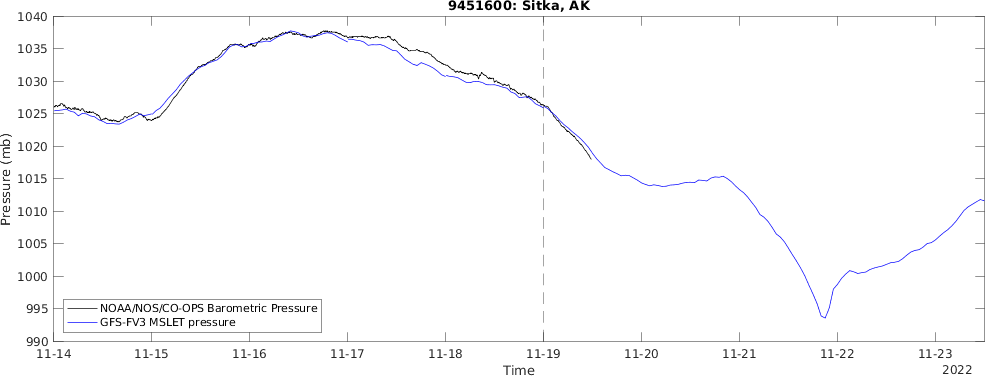 9451600: Sitka, AK
Pressure (mb)
1040
1035
1030
1025
1020
1015
1010
1005
1000
995
990
NOAA/NOS/CO-OPS Barometric Pressure
GFS-FV3 MSLET pressure
11-14 11-15 11-16 11-17 11-18 11-19 11-20 11-21 11-22 11-23
Time
2022